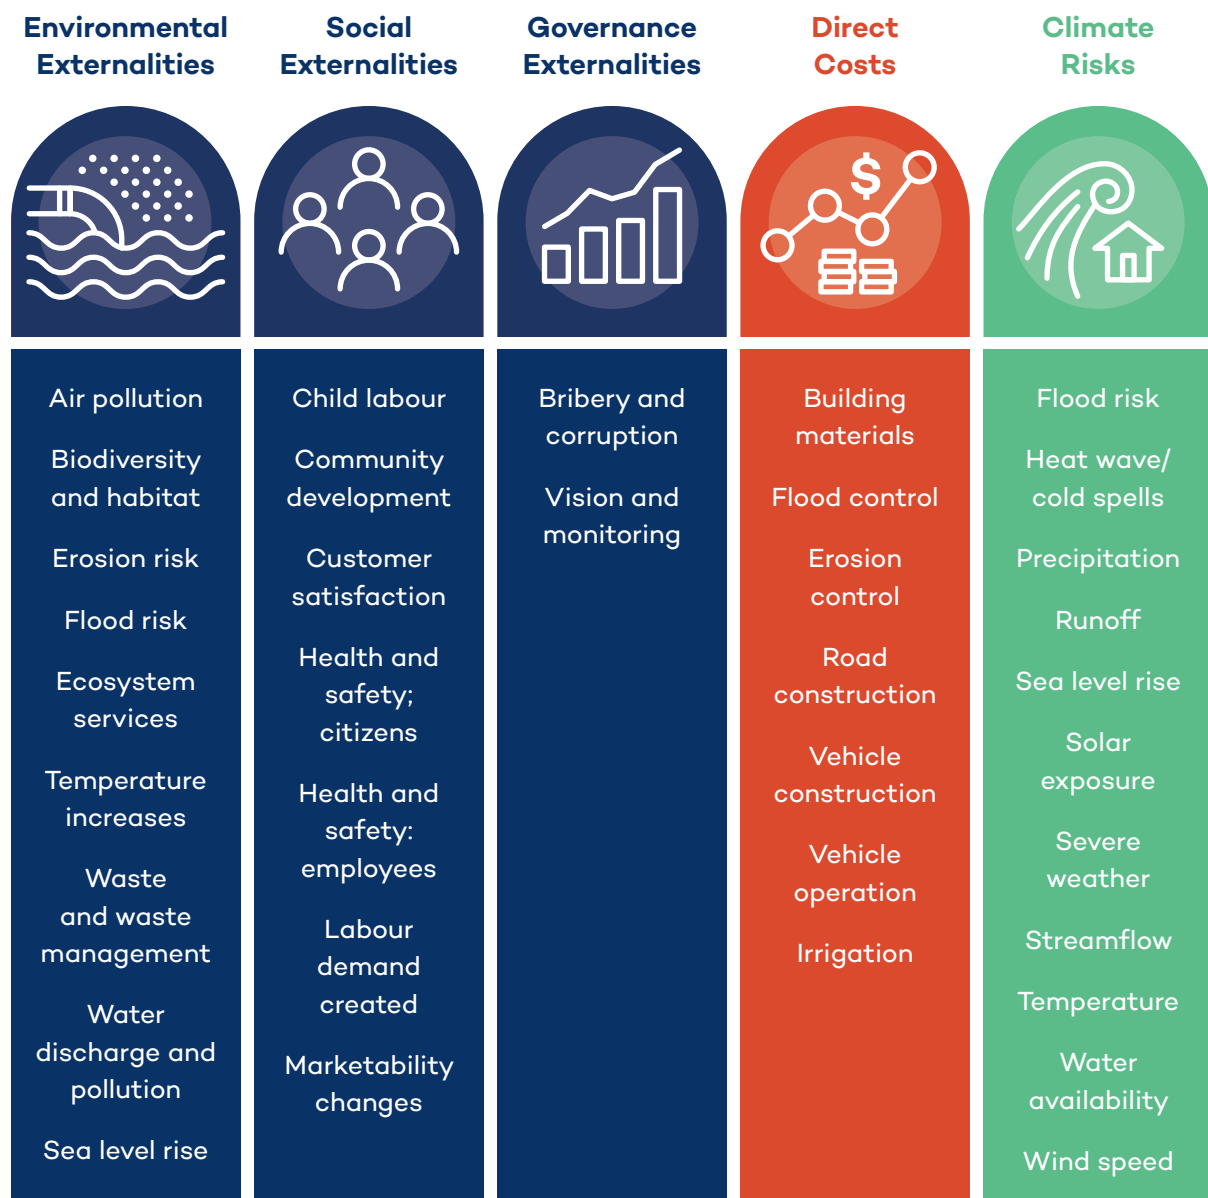 Environmental
Externalities
Social
Externalities
Governance
Externalities
Direct
Costs
Climate
Risks
$
Air pollution
Biodiversity
and habitat
Erosion risk
Flood risk
Ecosystem
services
Temperature
increases
Waste
and waste
management
Water
discharge and
pollution
Sea level rise
Child labour
Community
development
Customer
satisfaction
Health and
safety;
citizens
Health and
safety:
employees
Labour
demand
created
Marketability
changes
Bribery and
corruption
Vision and
monitoring
Building
materials
Flood control
Erosion
control
Road
construction
Vehicle
construction
Vehicle
operation
Irrigation
Flood risk
Heat wave/
cold spells
Precipitation
Runoff
Sea level rise
Solar
exposure
Severe
weather
Streamflow
Temperature
Water
availability
Wind speed